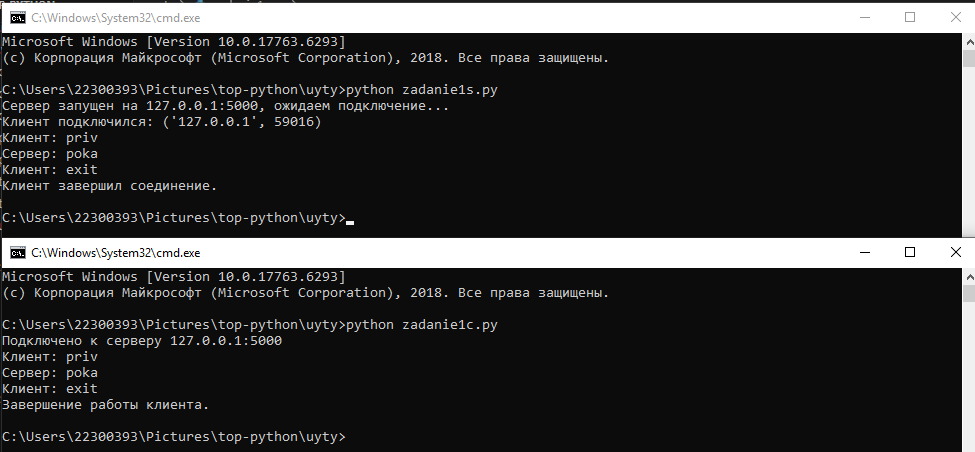 C:\Windows\System32\cmd.exe
Microsoft Windows [Version 10.0.17763.6293]
(c) Корпорация Майкрософт (Microsoft Corporation), 2018. Все права защищены.
C:\Users\22300393\Pictures\top-python\uyty>python zadanie1s.py
Сервер запущен на 127.0.0.1:5000, ожидаем подключение...
Клиент подключился: ('127.0.0.1', 59016)
Клиент: priv
Сервер: poka
Клиент: exit
Клиент завершил соединение.
C:\Users\22300393\Pictures\top-python\uyty>
C:\Windows\System32\cmd.exe
Microsoft Windows [Version 10.0.17763.6293]
(c) Корпорация Майкрософт (Microsoft Corporation), 2018. Все права защищены.
C:\Users\22300393\Pictures\top-python\uyty>python zadanie1c.py
Подключено к серверу 127.0.0.1:5000
Клиент: priv
Сервер: poka
Клиент: exit
Завершение работы клиента.
C:\Users\22300393\Pictures\top-python\uyty>